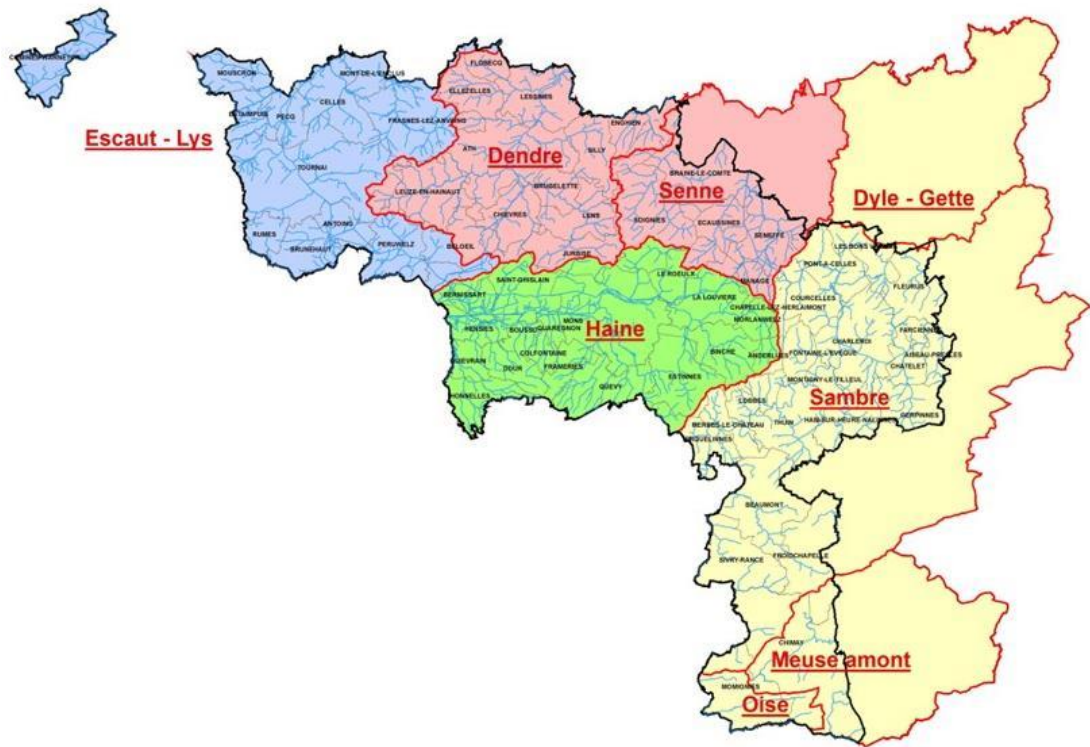 COMINES-WARNETON
MOUSCRON
MONT-DE-L'ENCLUS
ESTAIMPUIS
PECQ
CELLES
FRASNES-LEZ-ANVAING
Escaut - Lys
TOURNAI
RUMES
ANTOING
BRUNEHAUT
PERUWELZ
FLOBECQ
ELLEZELLES
LESSINES
ENGHIEN
ATH
SILLY
Dendre
LEUZE-EN-HAINAUT
BRUGELETTE
CHIEVRES
LENS
BELOEIL
JURBISE
BRAINE-LE-COMTE
Senne
SOIGNIES
ECAUSSINES
SENEFFE
MANAGE
Dyle - Gette
LES BONS
PONT-A-CELLES
FLEURUS
COURCELLES
CHAPELLE-LEZ-HERLAIMONT
SAINT-GHISLAIN
LE ROEULX
BERNISSART
LA LOUVIERE
MORLANWELZ
HENSIES
BOUSSU
QUAREGNON
MONS
Haine
FARCIENNES
CHARLEROI
QUIEVRAIN
COLFONTAINE
BINCHE
ANDERLUES
FONTAINE-L'EVEQUE
AISEAU-PRESLES
CHATELET
DOUR
FRAMERIES
ESTINNES
MONTIGNY-LE-TILLEUL
HONNELLES
QUEVY
LOBBES
Sambre
GERPINNES
MERBES-LE-CHATEAU
THUIN
HAM-SUR-HEURE-NALINNES
ERQUELINNES
BEAUMONT
SIVRY-RANCE
FROIDCHAPELLE
CHIMAY
Meuse amont
MOMIGNIES
Oise